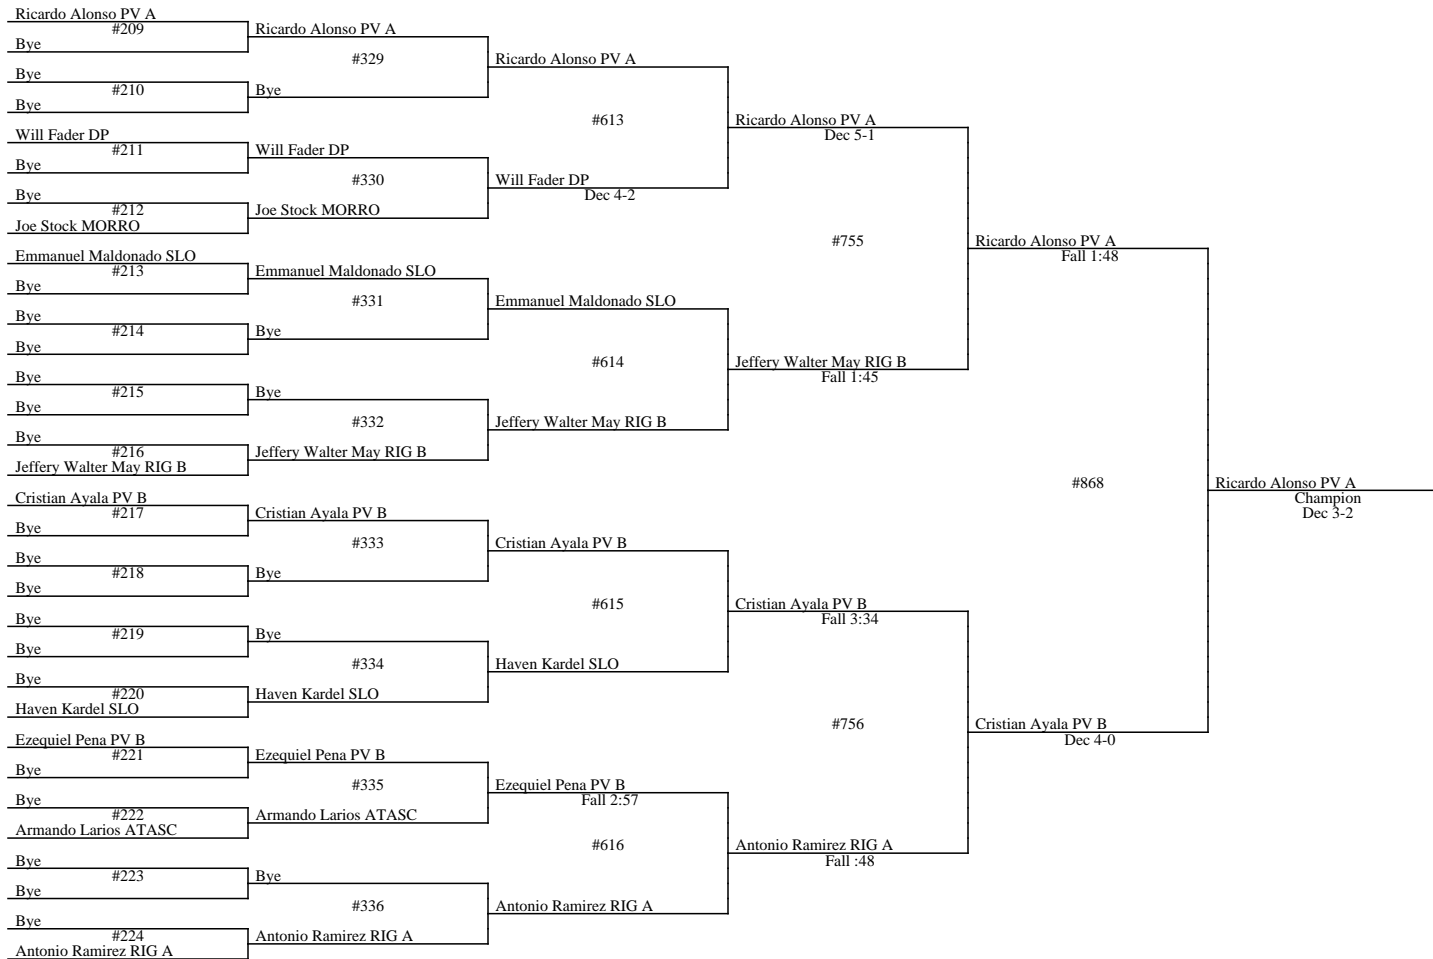 Ricardo Alonso PV A
#209
Bye
Bye
#210
Bye
Will Fader DP
#211
Bye
Bye
#212
Joe Stock MORRO
Emmanuel Maldonado SLO
#213
Bye
Bye
#214
Bye
Bye
#215
Bye
Bye
#216
Jeffery Walter May RIG B
Cristian Ayala PV B
#217
Bye
Bye
#218
Bye
Bye
#219
Bye
Bye
#220
Haven Kardel SLO
Ezequiel Pena PV B
#221
Bye
Bye
#222
Armando Larios ATASC
Bye
#223
Bye
Bye
#224
Antonio Ramirez RIG A
Ricardo Alonso PV A
#329
Bye
Will Fader DP
#330
Joe Stock MORRO
Emmanuel Maldonado SLO
#331
Bye
Bye
#332
Jeffery Walter May RIG B
Cristian Ayala PV B
#333
Bye
Bye
#334
Haven Kardel SLO
Ezequiel Pena PV B
#335
Armando Larios ATASC
Bye
#336
Antonio Ramirez RIG A
Ricardo Alonso PV A
#613
Will Fader DP
Dec 4-2
Emmanuel Maldonado SLO
#614
Jeffery Walter May RIG B
Cristian Ayala PV B
#615
Haven Kardel SLO
Ezequiel Pena PV B
Fall 2:57
#616
Antonio Ramirez RIG A
Ricardo Alonso PV A
Dec 5-1
#755
Jeffery Walter May RIG B
Fall 1:45
Cristian Ayala PV B
Fall 3:34
#756
Antonio Ramirez RIG A
Fall :48
Ricardo Alonso PV A
Fall 1:48
#868
Cristian Ayala PV B
Dec 4-0
Ricardo Alonso PV A
Champion
Dec 3-2